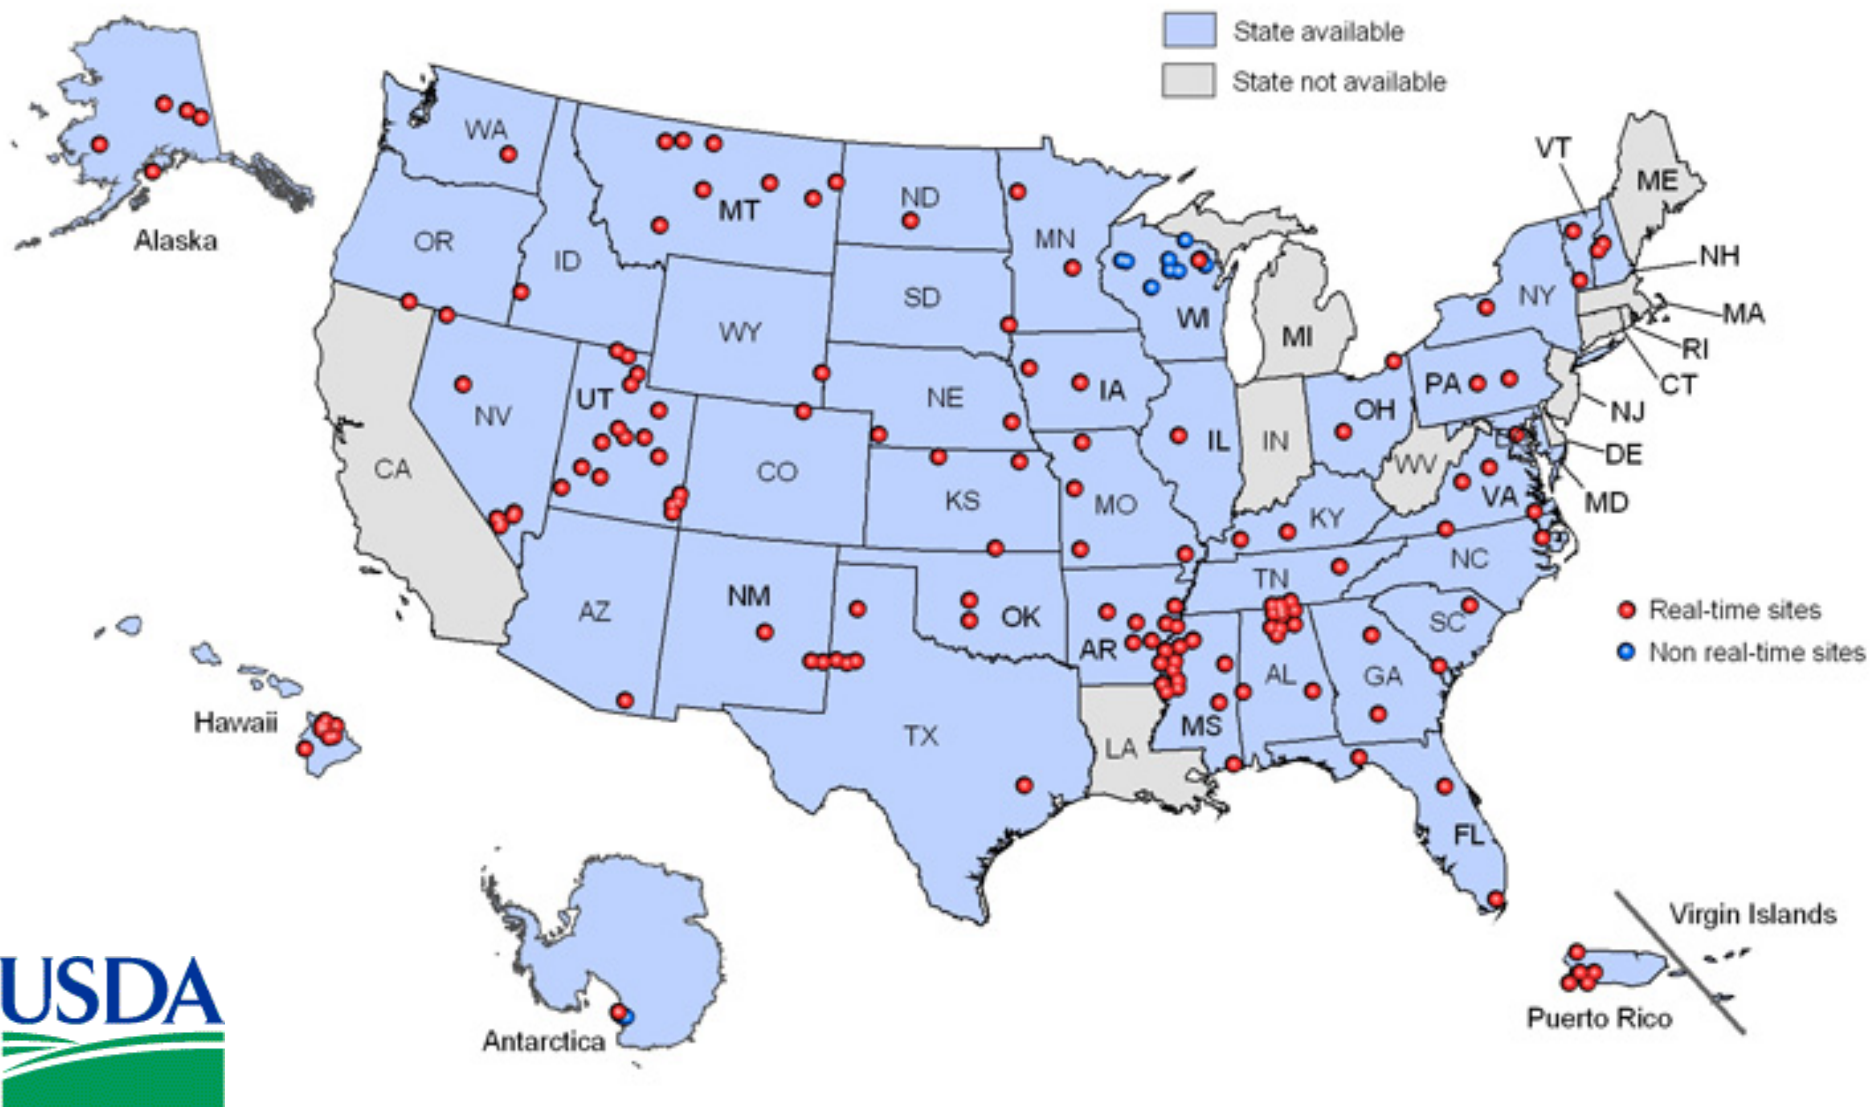 State available
State not available
VT
ME
WA
MT
ND
MN
Alaska
OR
ID
NH
SD
NY
WI
MA
WY
MI
RI
PA
CT
UT
NE
IA
OH
NJ
NV
IL
IN
DE
CA
CO
WV
KS
MO
VA
MD
KY
NC
TN
NM
AZ
OK
Real-time sites
SC
AR
Non real-time sites
AL
GA
Hawaii
MS
TX
LA
FL
Virgin Islands
USDA
Puerto Rico
Antarctica